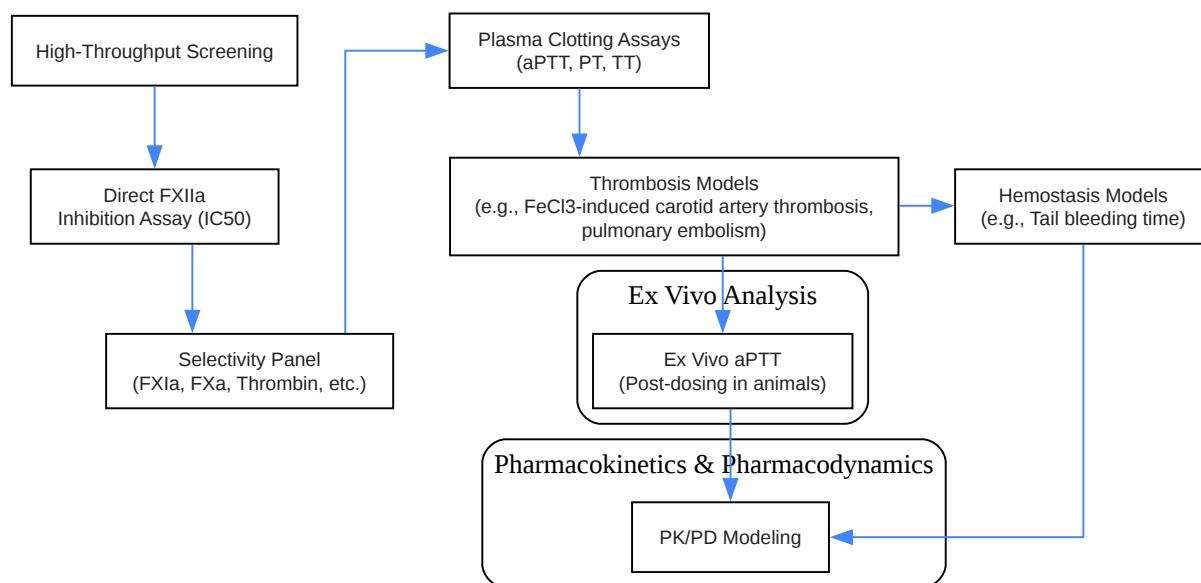 High-Throughput Screening
Direct FXIIa
Inhibition Assay (IC50)
Selectivity Panel
(FXIa, FXa, Thrombin, etc.)
Plasma Clotting Assays
(aPTT, PT, TT)
Thrombosis Models
(e.g., FeCl3-induced carotid artery thrombosis,
pulmonary embolism)
Hemostasis Models
(e.g., Tail bleeding time)
Ex Vivo Analysis
Ex Vivo aPTT
(Post-dosing in animals)
Pharmacokinetics & Pharmacodynamics
PK/PD Modeling